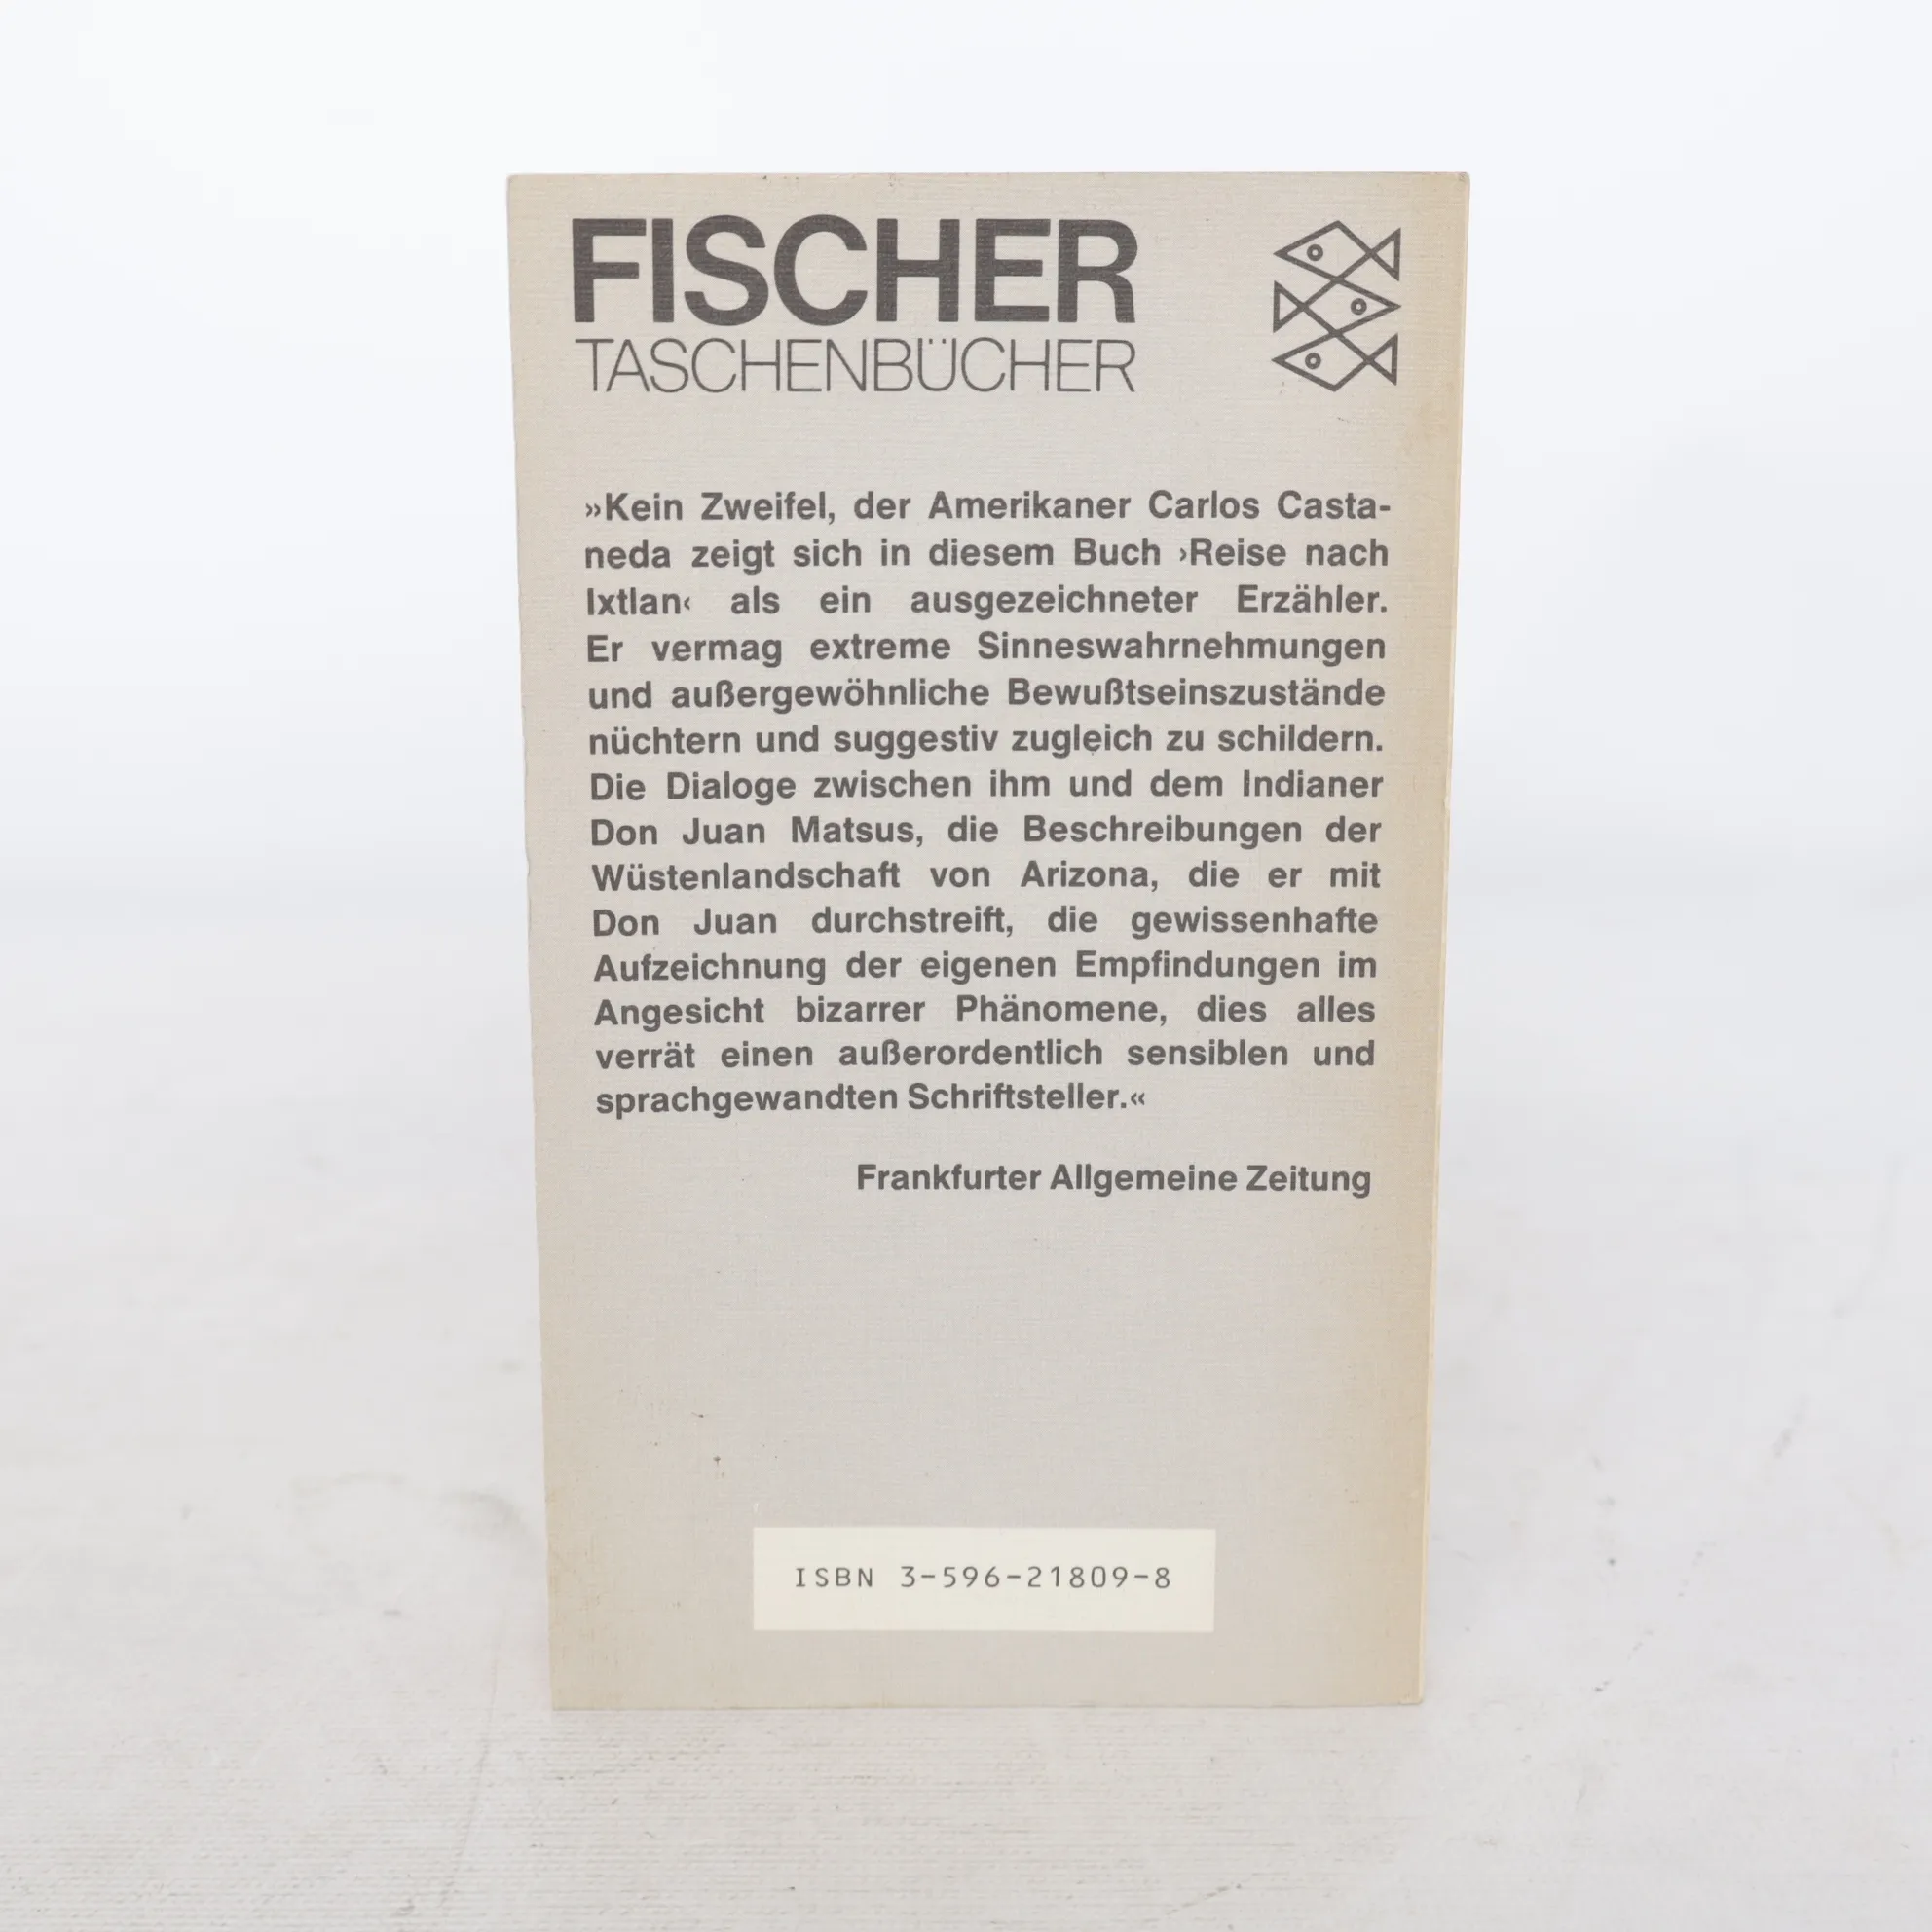 FISCHER
TASCHENBÜCHER
»Kein Zweifel, der Amerikaner Carlos Casta-
neda zeigt sich in diesem Buch ›Reise nach
Ixtlan‹ als ein ausgezeichneter Erzähler.
Er vermag extreme Sinneswahrnehmungen
und außergewöhnliche Bewußtseinszustände
nüchtern und suggestiv zugleich zu schildern.
Die Dialoge zwischen ihm und dem Indianer
Don Juan Matsus, die Beschreibungen der
Wüstenlandschaft von Arizona, die er mit
Don Juan durchstreift, die gewissenhafte
Aufzeichnung der eigenen Empfindungen im
Angesicht bizarrer Phänomene, dies alles
verrät einen außerordentlich sensiblen und
sprachgewandten Schriftsteller.«
Frankfurter Allgemeine Zeitung
ISBN 3-596-21809-8